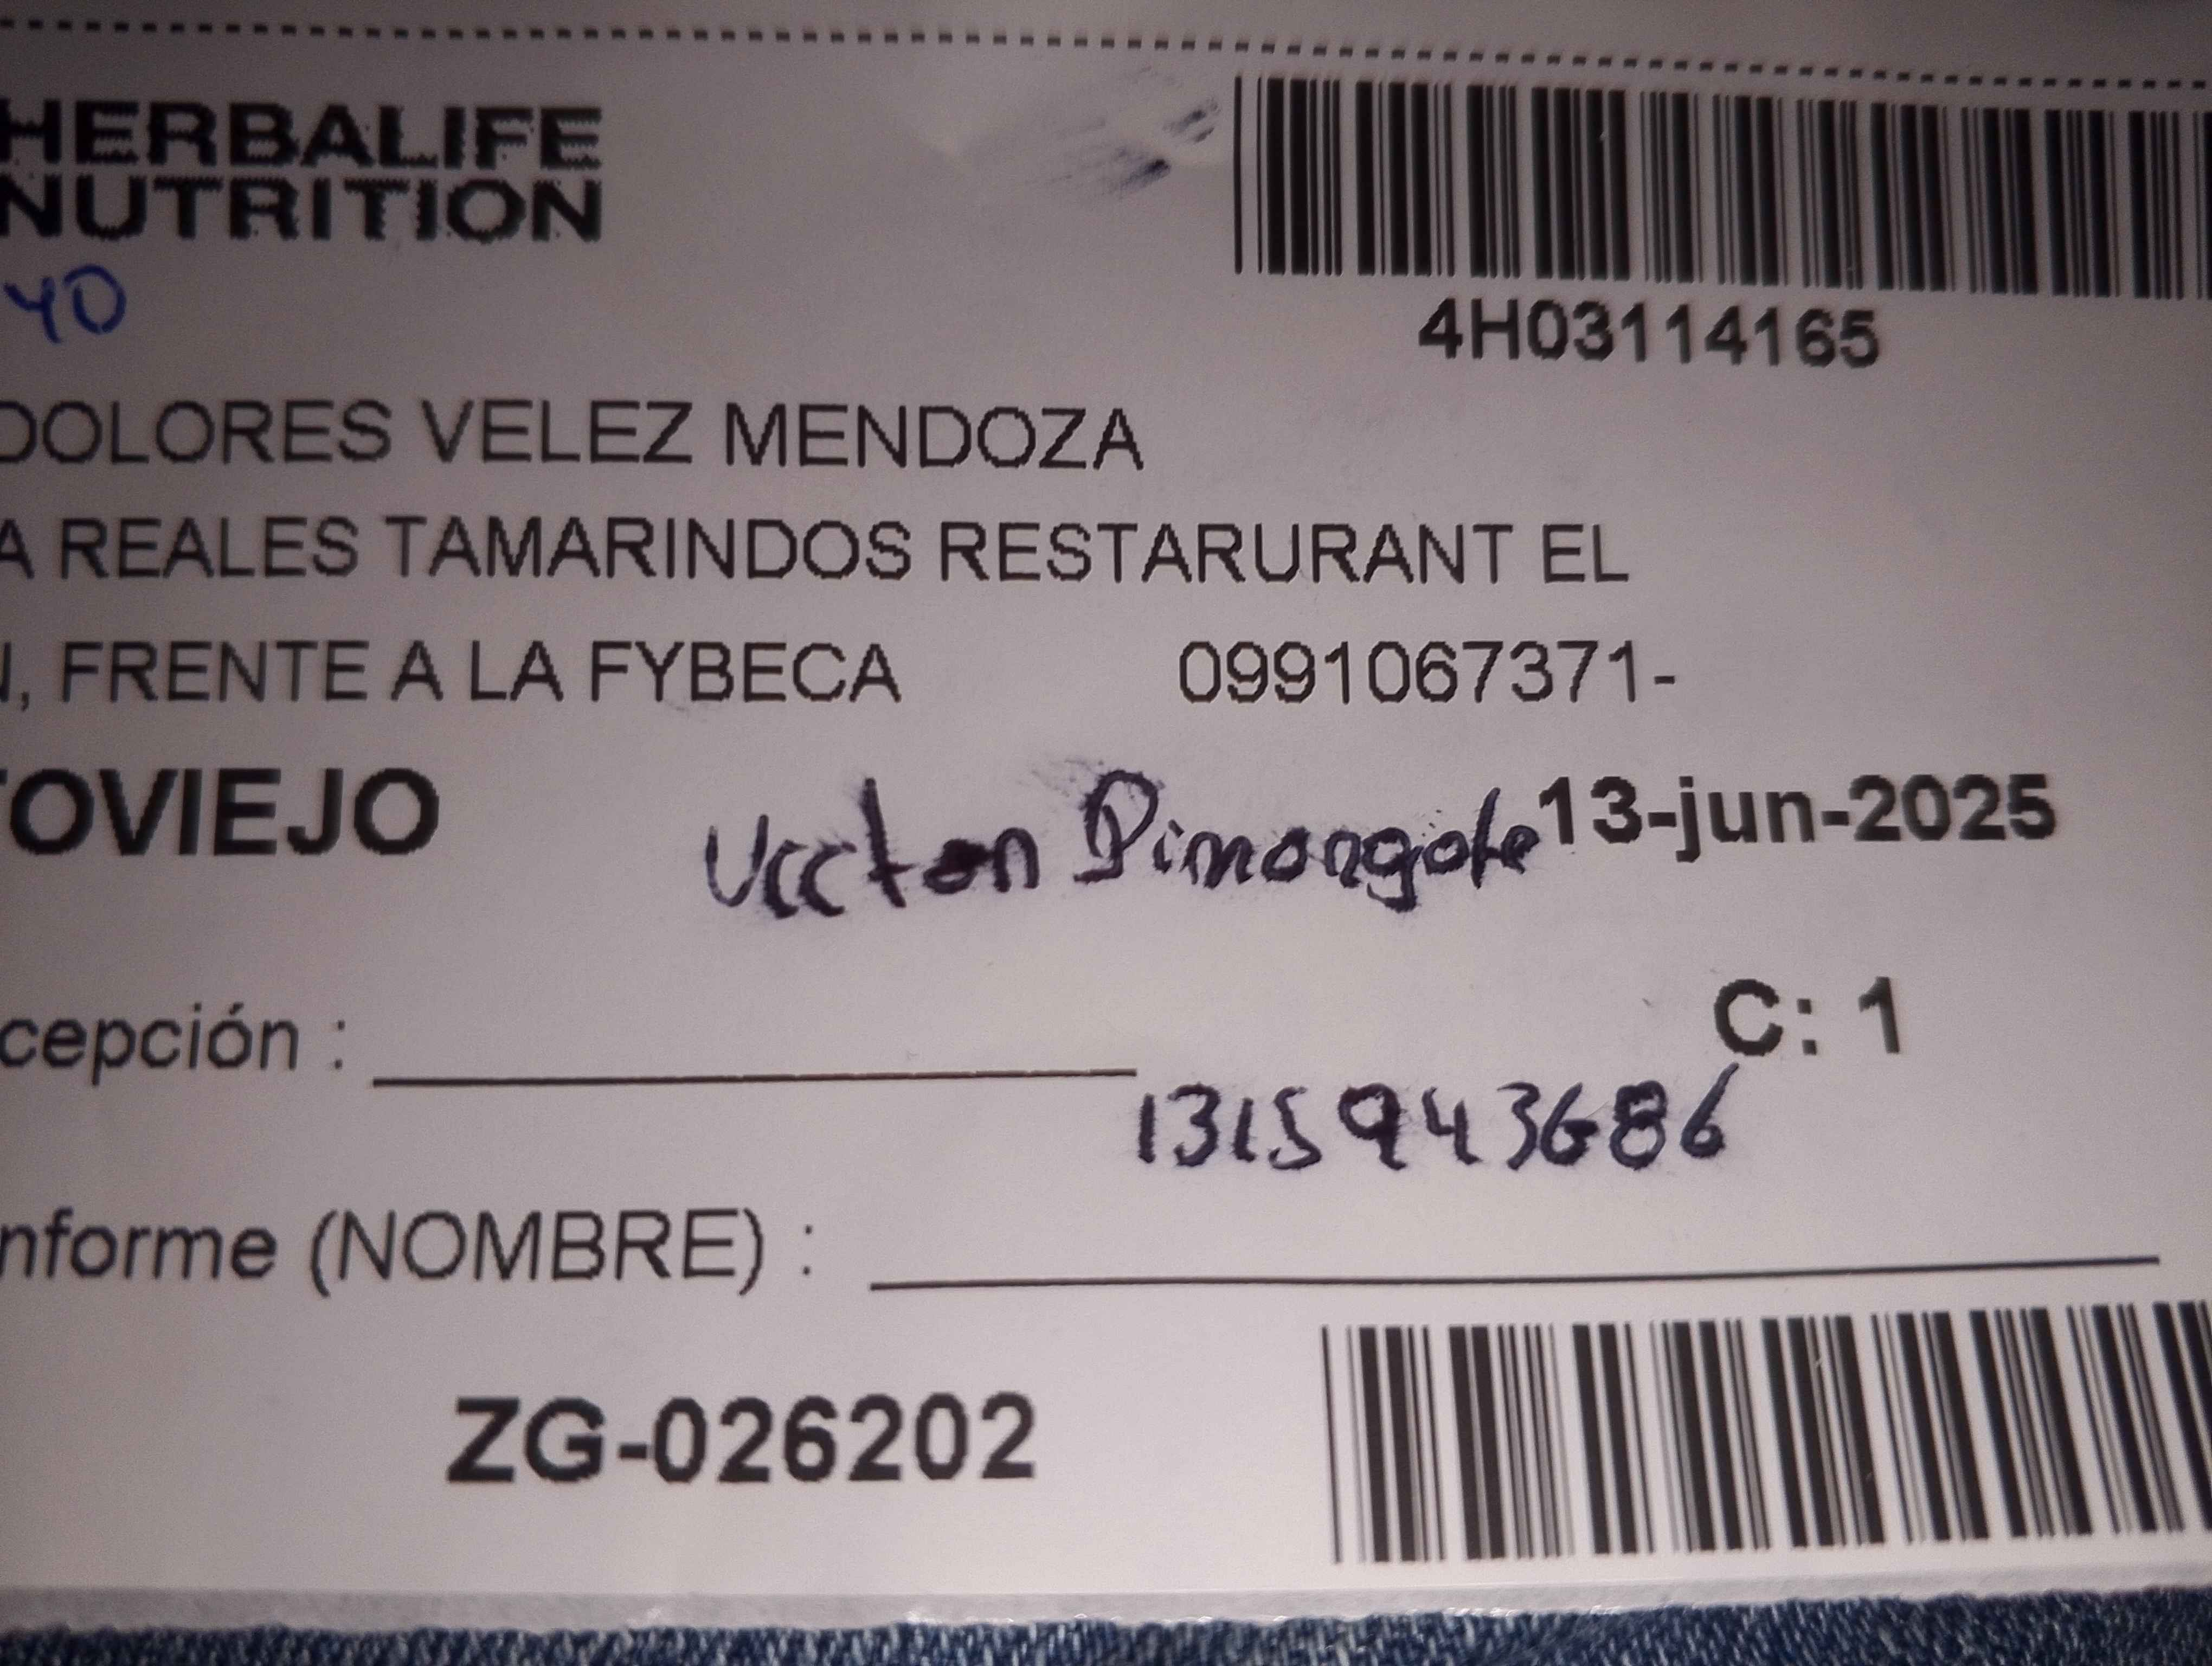 HERBALIFE
NUTRITION
4H03114165
YO
DOLORES VELEZ MENDOZA
A REALES TAMARINDOS RESTARURANT EL
, FRENTE A LA FYBECA 0991067371-
TOVIEJO 13-jun-2025
cepción :
C: 1
1315943686
nforme (NOMBRE) :
ZG-026202